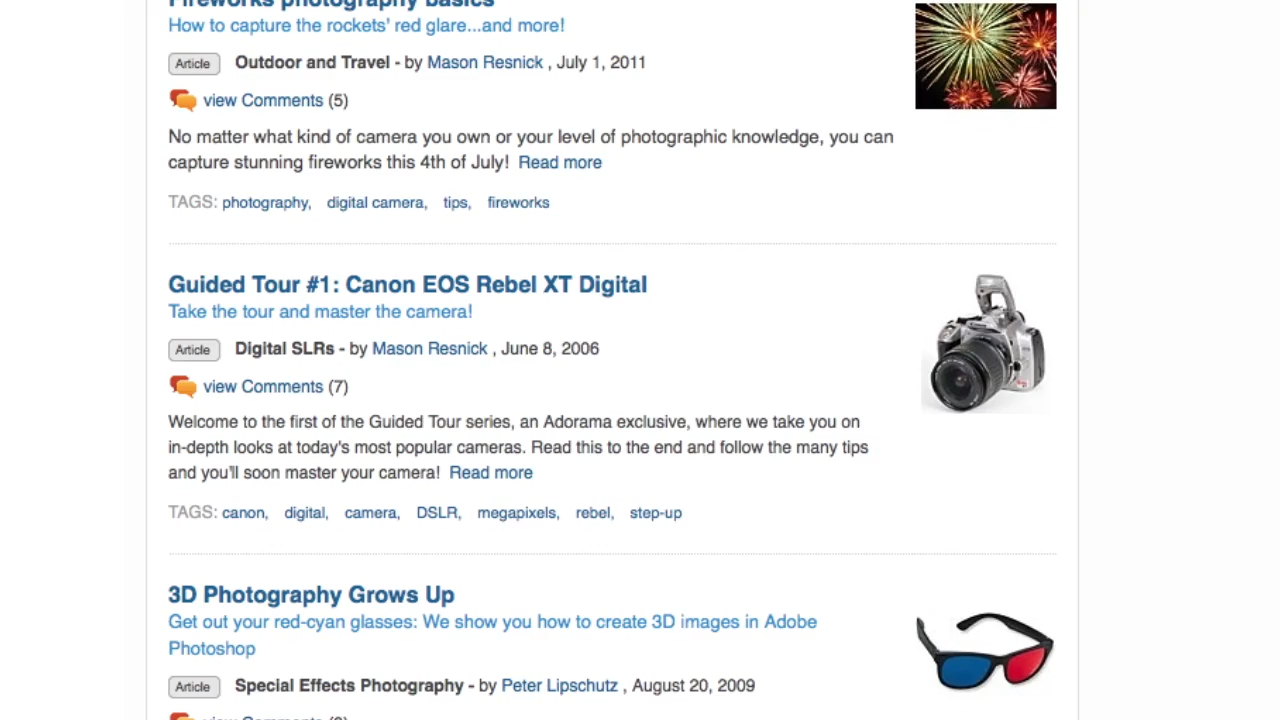 Fireworks photography basics
How to capture the rockets' red glare...and more!
Article Outdoor and Travel - by Mason Resnick , July 1, 2011
view Comments (5)
No matter what kind of camera you own or your level of photographic knowledge, you can
capture stunning fireworks this 4th of July! Read more
TAGS: photography, digital camera, tips, fireworks
Guided Tour #1: Canon EOS Rebel XT Digital
Take the tour and master the camera!
Article Digital SLRs - by Mason Resnick , June 8, 2006
view Comments (7)
Welcome to the first of the Guided Tour series, an Adorama exclusive, where we take you on
in-depth looks at today's most popular cameras. Read this to the end and follow the many tips
and you'll soon master your camera! Read more
TAGS: canon, digital, camera, DSLR, megapixels, rebel, step-up
3D Photography Grows Up
Get out your red-cyan glasses: We show you how to create 3D images in Adobe
Photoshop
Article Special Effects Photography - by Peter Lipschutz , August 20, 2009
view Comments